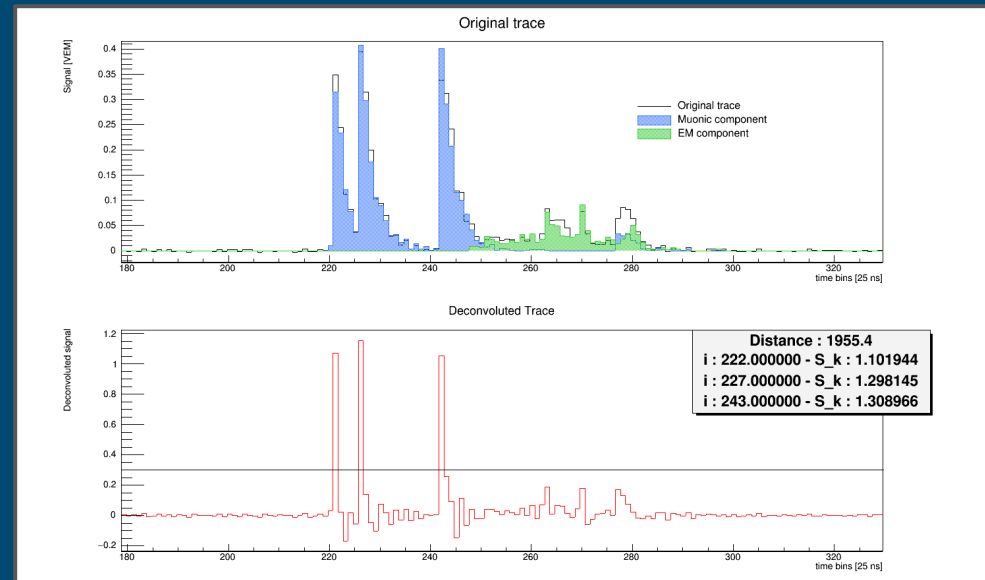 Original trace
Signal [VEM]
0.4
0.35
0.3
0.25
0.2
0.15
0.1
0.05
0
Original trace
Muonic component
EM component
180 200 220 240 260 280 300 320
time bins [25 ns]
Deconvoluted Trace
Deconvoluted signal
1.2
1
0.8
0.6
0.4
0.2
0
−0.2
Distance : 1955.4
i : 222.000000 - S_k : 1.101944
i : 227.000000 - S_k : 1.298145
i : 243.000000 - S_k : 1.308966
180 200 220 240 260 280 300 320
time bins [25 ns]